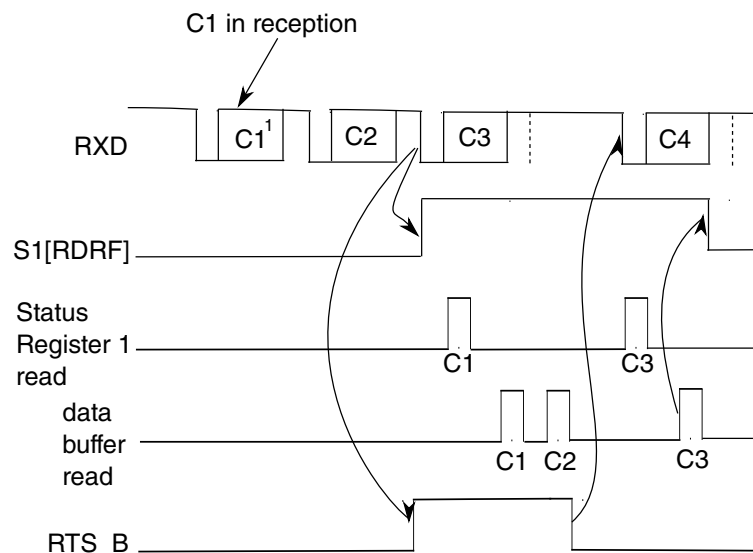 C1 in reception
RXD
C1 1
C2
C3
C4
S1[RDRF]
Status
Register 1
read
C1
C3
data
buffer
read
C1
C2
C3
RTS_B